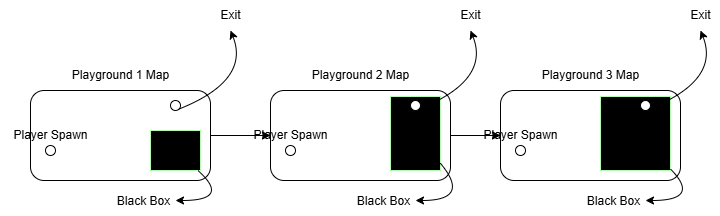 Exit
Exit
Exit
Playground 1 Map
Playground 2 Map
Playground 3 Map
Player Spawn
Player Spawn
Player Spawn
Black Box
Black Box
Black Box